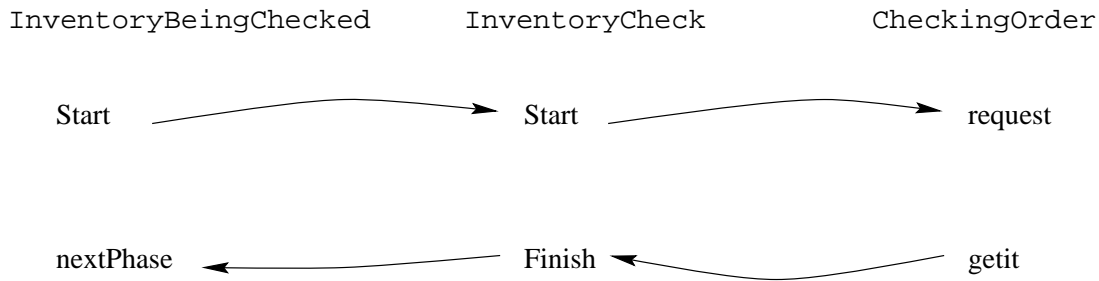 InventoryBeingChecked InventoryCheck CheckingOrder
Start Start request
nextPhase Finish getit